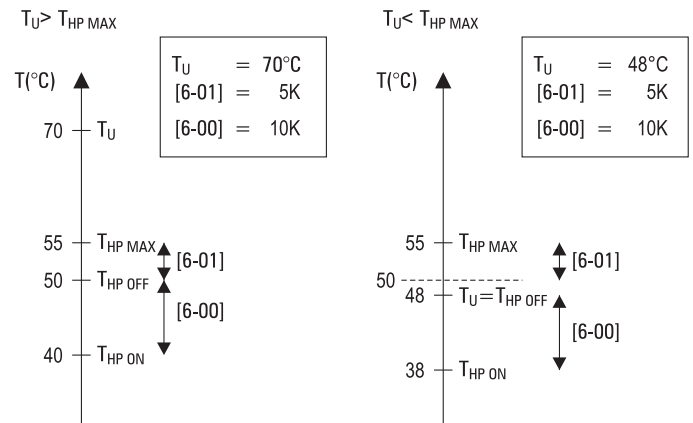 TU> THP MAX
TU = 70°C
[6-01] = 5K
[6-00] = 10K
T(°C)
70 TU
55 THP MAX
[6-01]
50 THP OFF
[6-00]
40 THP ON
TU< THP MAX
TU = 48°C
[6-01] = 5K
[6-00] = 10K
T(°C)
55 THP MAX
[6-01]
50
48 TU=THP OFF
[6-00]
38 THP ON